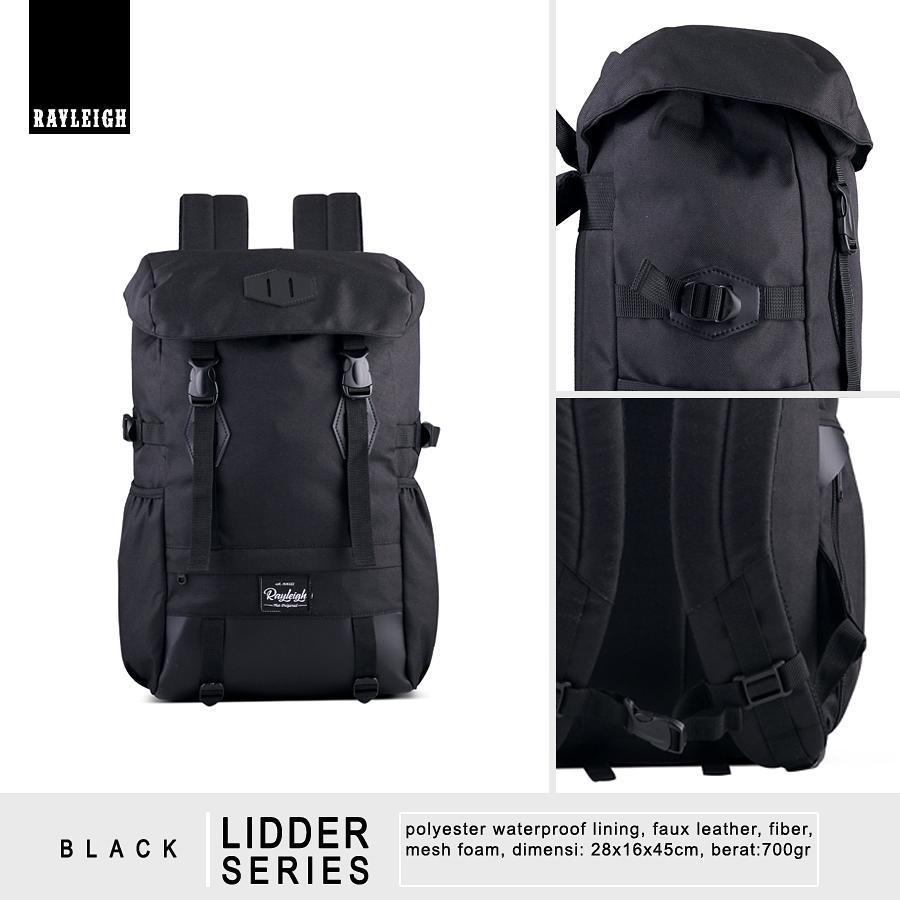 RAYLEIGH
Rayleigh
BLACK
LIDDER
SERIES
polyester waterproof lining, faux leather, fiber,
mesh foam, dimensi: 28x16x45cm, berat:700gr